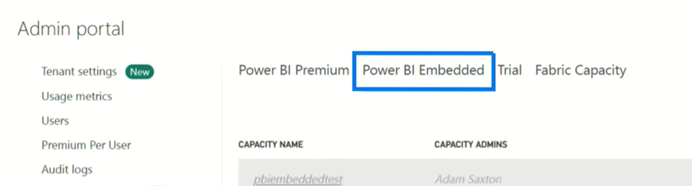 Admin portal
Tenant settings New
Usage metrics
Users
Premium Per User
Audit logs
Power BI Premium Power BI Embedded Trial Fabric Capacity
CAPACITY NAME CAPACITY ADMINS
pbiembeddedtest Adam Saxton